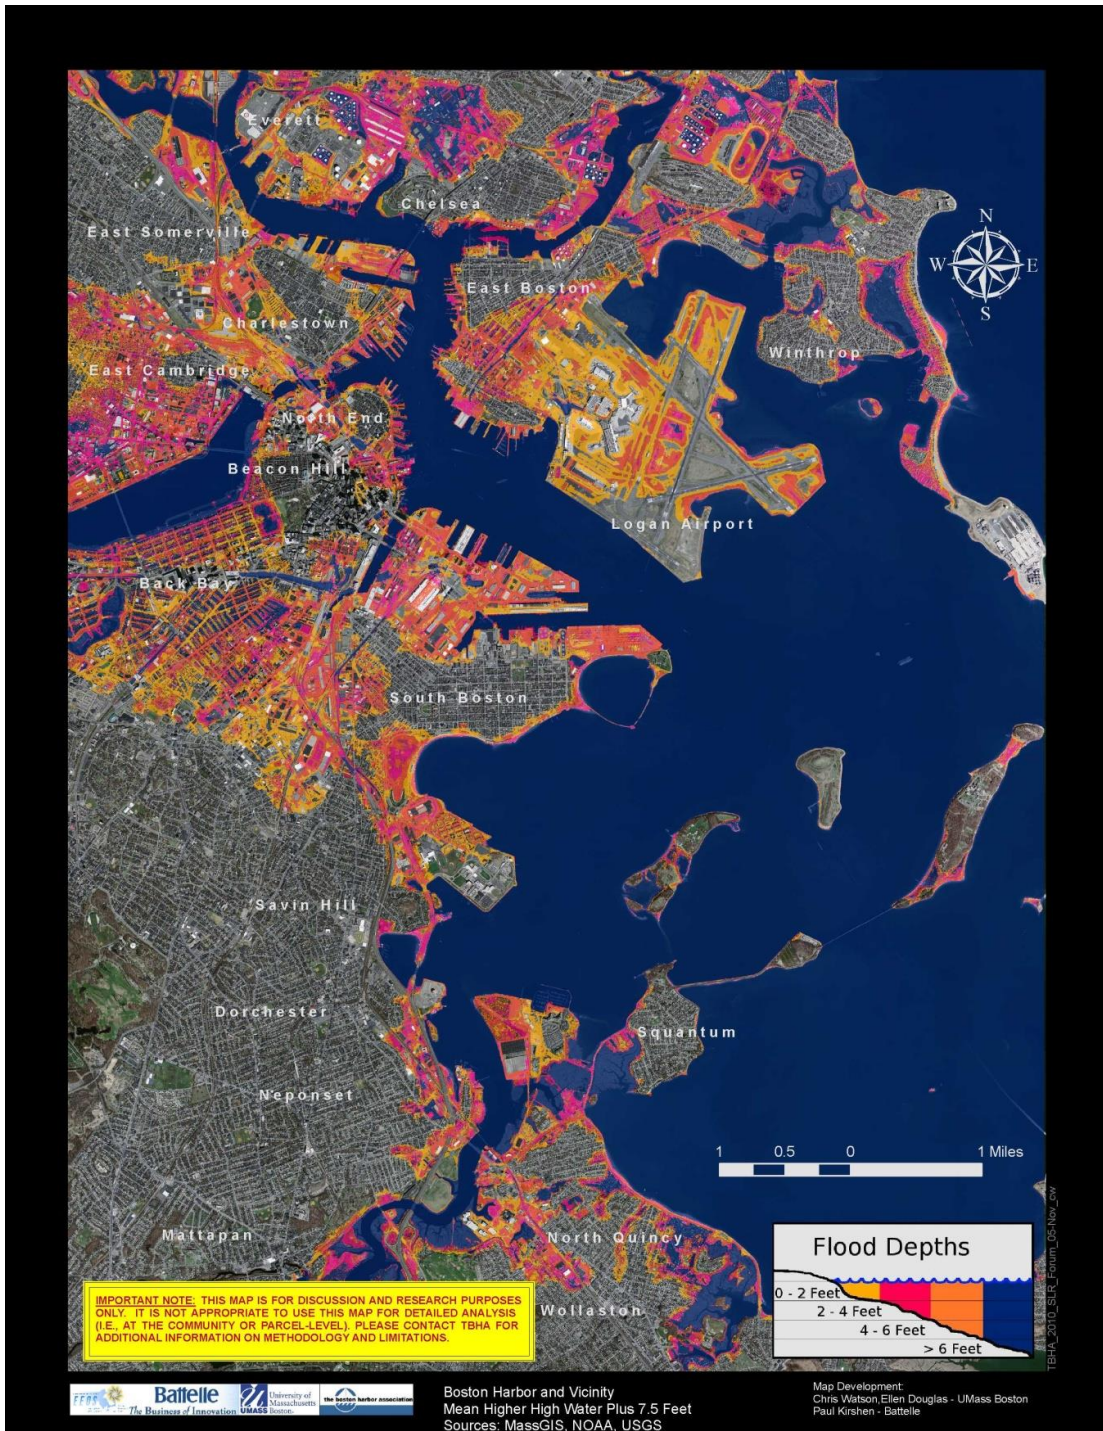 Everett
Chelsea
East Somerville
N
W E
S
East Boston
Charlestown
Winthrop
East Cambridge
North End
Beacon Hill
Logan Airport
Back Bay
South Boston
Savin Hill
Dorchester
Squantum
Neponset
1 0.5 0 1 Miles
Mattapan
North Quincy
Wollaston
Flood Depths
0 - 2 Feet
2 - 4 Feet
4 - 6 Feet
> 6 Feet
TBHA_2010_SLR_Forum_05-Nov_cw
IMPORTANT NOTE: THIS MAP IS FOR DISCUSSION AND RESEARCH PURPOSES
ONLY. IT IS NOT APPROPRIATE TO USE THIS MAP FOR DETAILED ANALYSIS
(I.E., AT THE COMMUNITY OR PARCEL-LEVEL). PLEASE CONTACT TBHA FOR
ADDITIONAL INFORMATION ON METHODOLOGY AND LIMITATIONS.
Battelle
The Business of Innovation
UMASS
University of
Massachusetts
Boston
the boston harbor association
Boston Harbor and Vicinity
Mean Higher High Water Plus 7.5 Feet
Sources: MassGIS, NOAA, USGS
Map Development:
Chris Watson,Ellen Douglas - UMass Boston
Paul Kirshen - Battelle